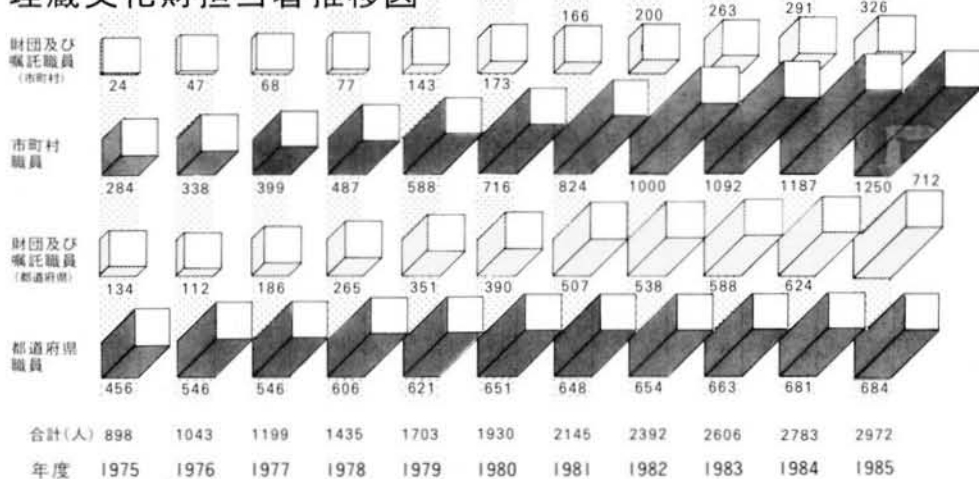 埋蔵文化財担当者推移図
166 200 263 291 326
財団及び
嘱託職員
(市町村)
24 47 68 77 143 173
市町村
職員
284 338 399 487 588 716 824 1000 1092 1187 1250
712
財団及び
嘱託職員
(都道府県)
134 112 186 265 351 390 507 538 588 624
都道府県
職員
456 546 546 606 621 651 648 654 663 681 684
合計(人) 898 1043 1199 1435 1703 1930 2145 2392 2606 2783 2972
年度 1975 1976 1977 1978 1979 1980 1981 1982 1983 1984 1985